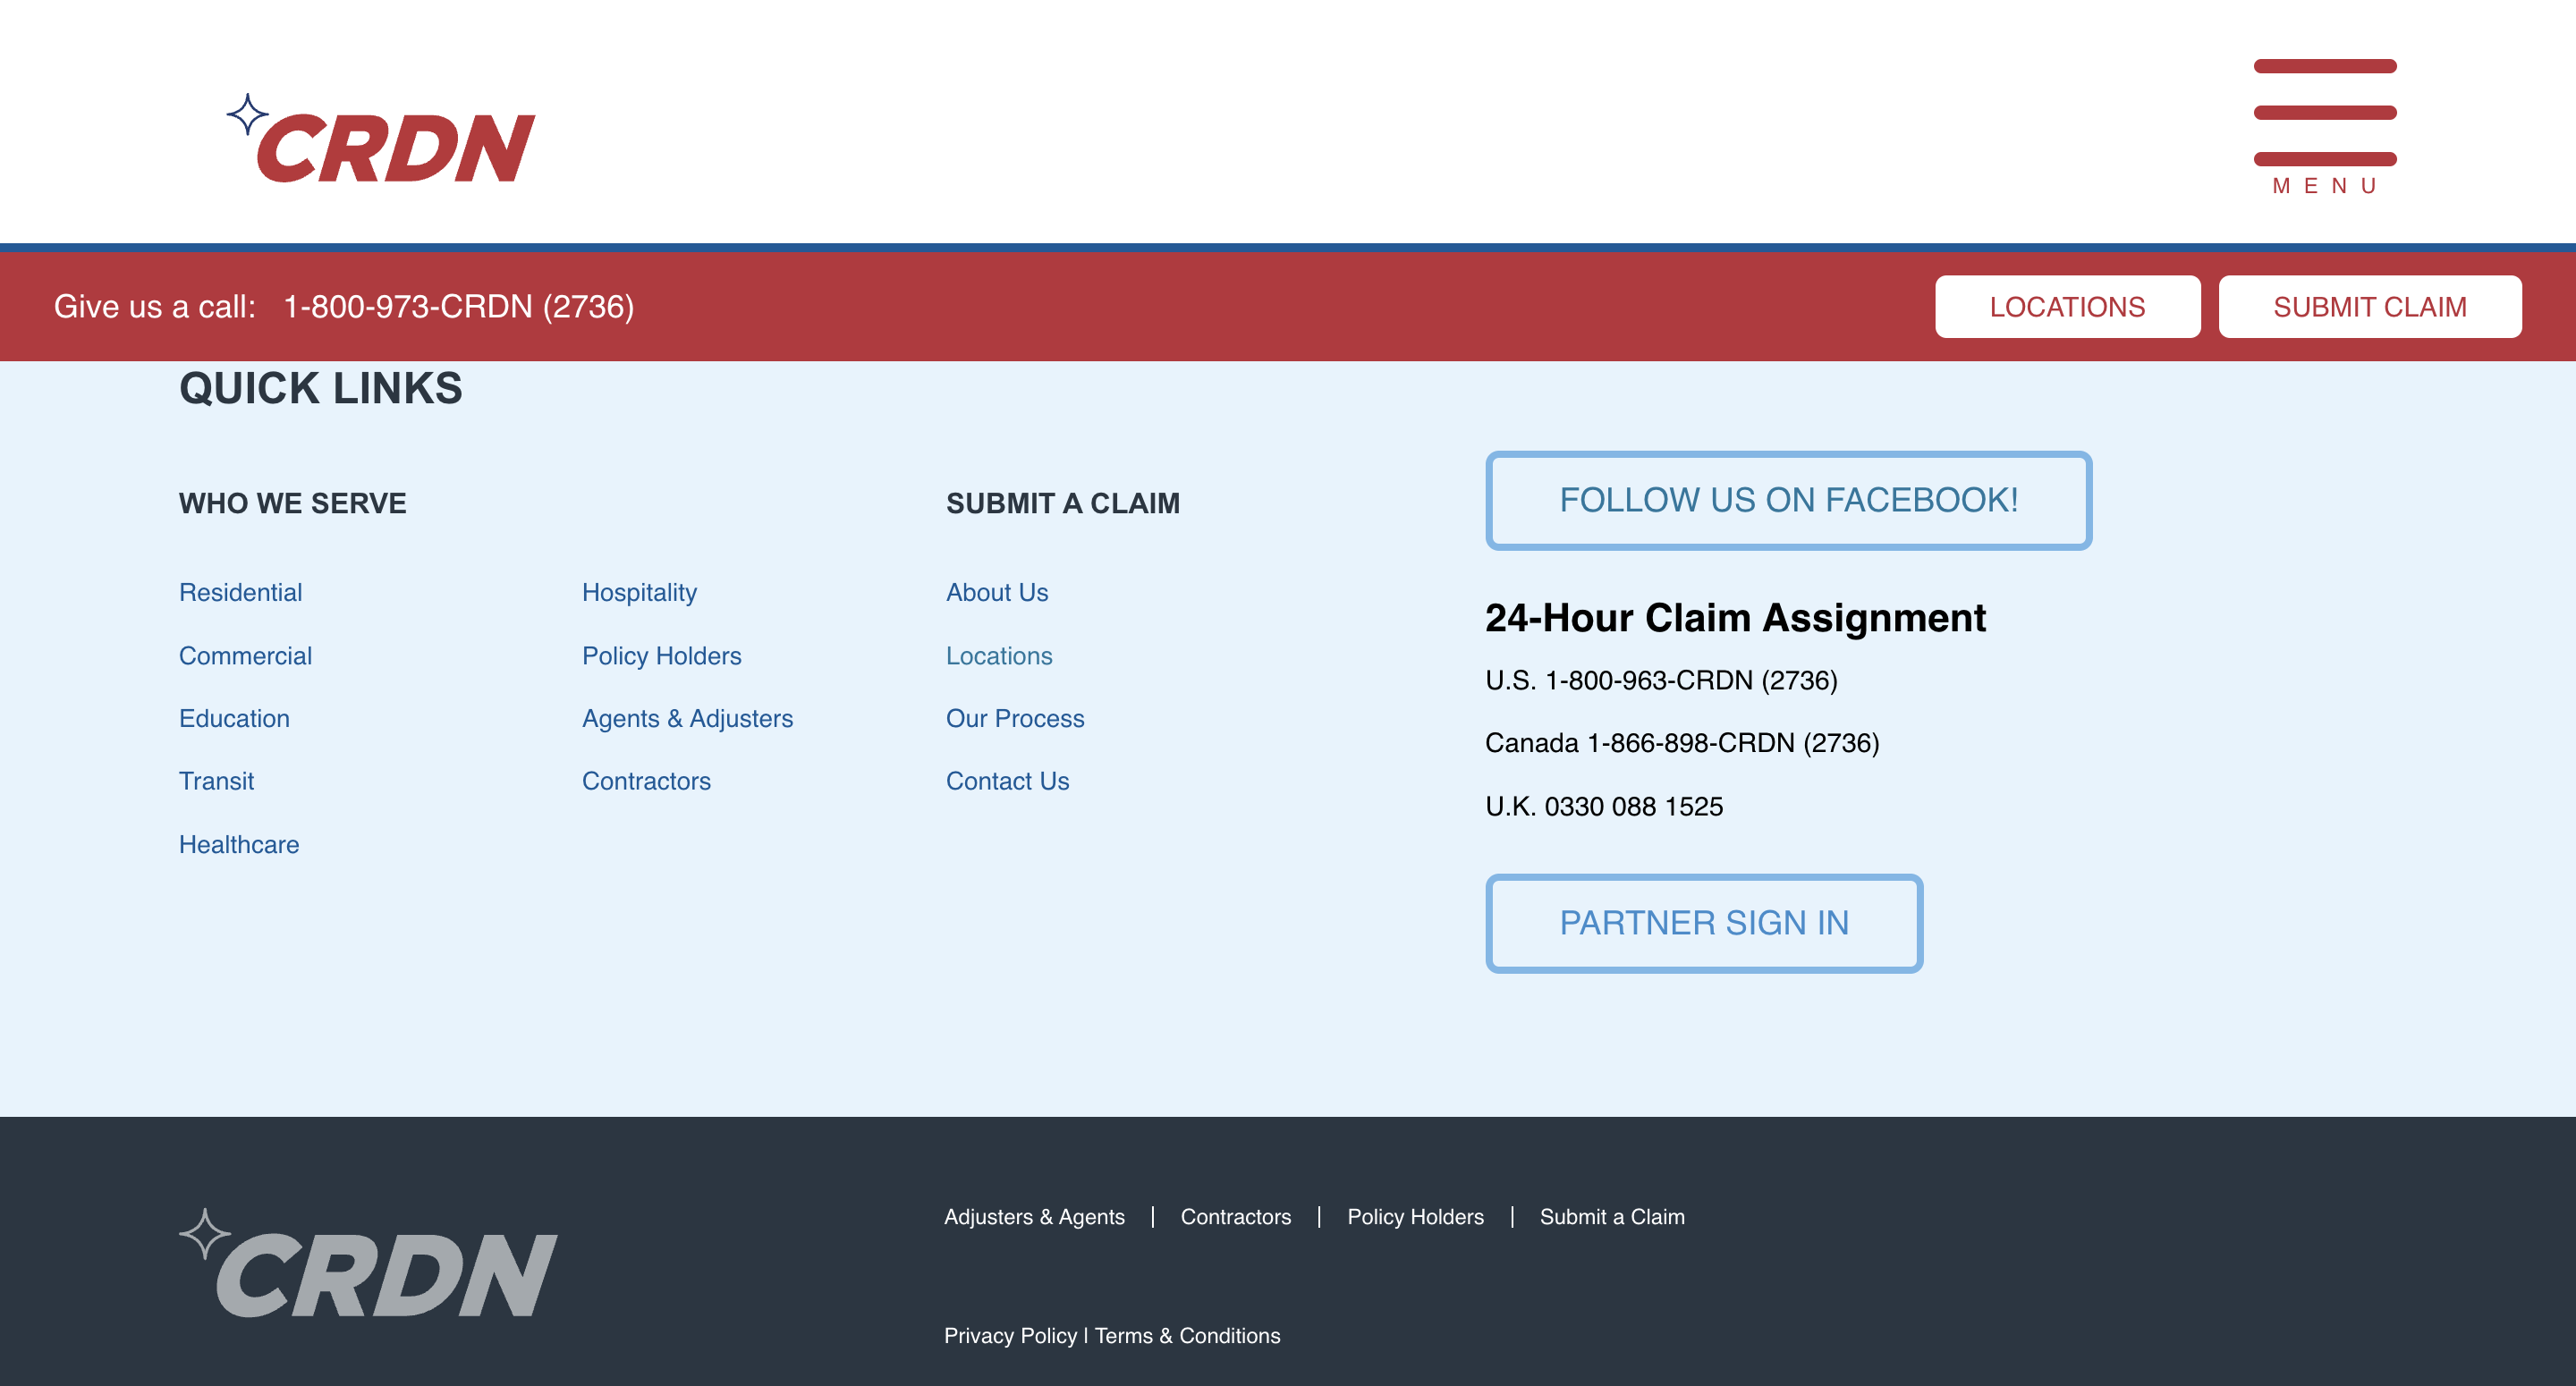 CRDN
MENU
Give us a call: 1-800-973-CRDN (2736)
LOCATIONS
SUBMIT CLAIM
QUICK LINKS
WHO WE SERVE
Residential
Commercial
Education
Transit
Healthcare
Hospitality
Policy Holders
Agents & Adjusters
Contractors
SUBMIT A CLAIM
About Us
Locations
Our Process
Contact Us
FOLLOW US ON FACEBOOK!
24-Hour Claim Assignment
U.S. 1-800-963-CRDN (2736)
Canada 1-866-898-CRDN (2736)
U.K. 0330 088 1525
PARTNER SIGN IN
CRDN
Adjusters & Agents | Contractors | Policy Holders | Submit a Claim
Privacy Policy | Terms & Conditions